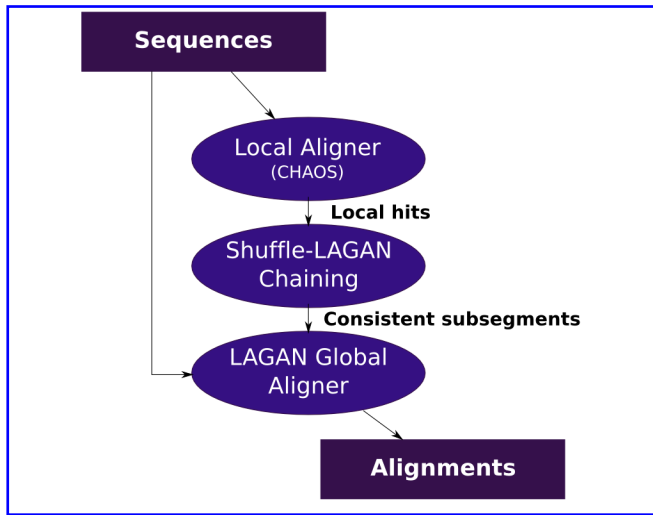 Sequences
Local Aligner
(CHAOS)
Local hits
Shuffle-LAGAN
Chaining
Consistent subsegments
LAGAN Global
Aligner
Alignments